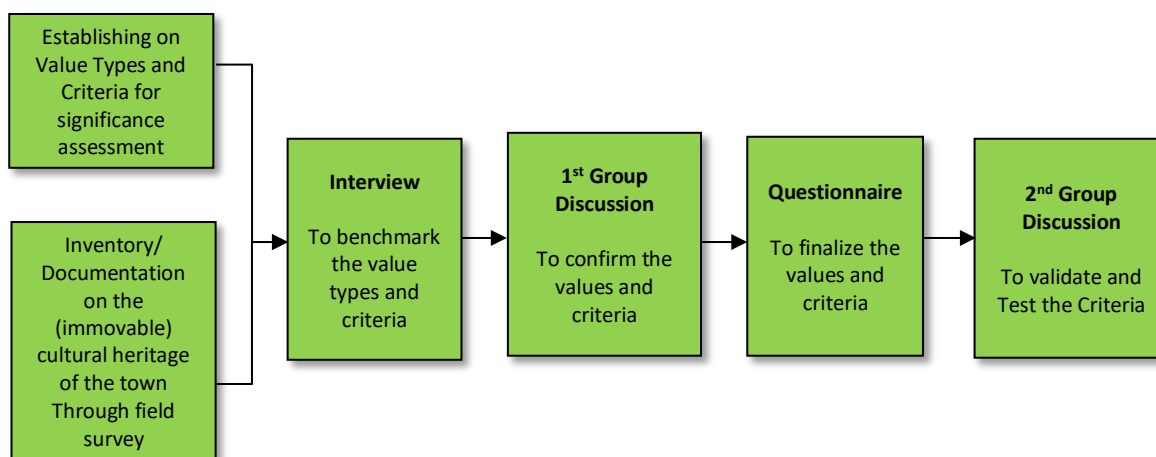 Establishing on
Value Types and
Criteria for
significance
assessment
Inventory/
Documentation
on the
(immovable)
cultural heritage
of the town
Through field
survey
Interview
To benchmark
the value
types and
criteria
1st Group
Discussion
To confirm the
values and
criteria
Questionnaire
To finalize the
values and
criteria
2nd Group
Discussion
To validate and
Test the Criteria